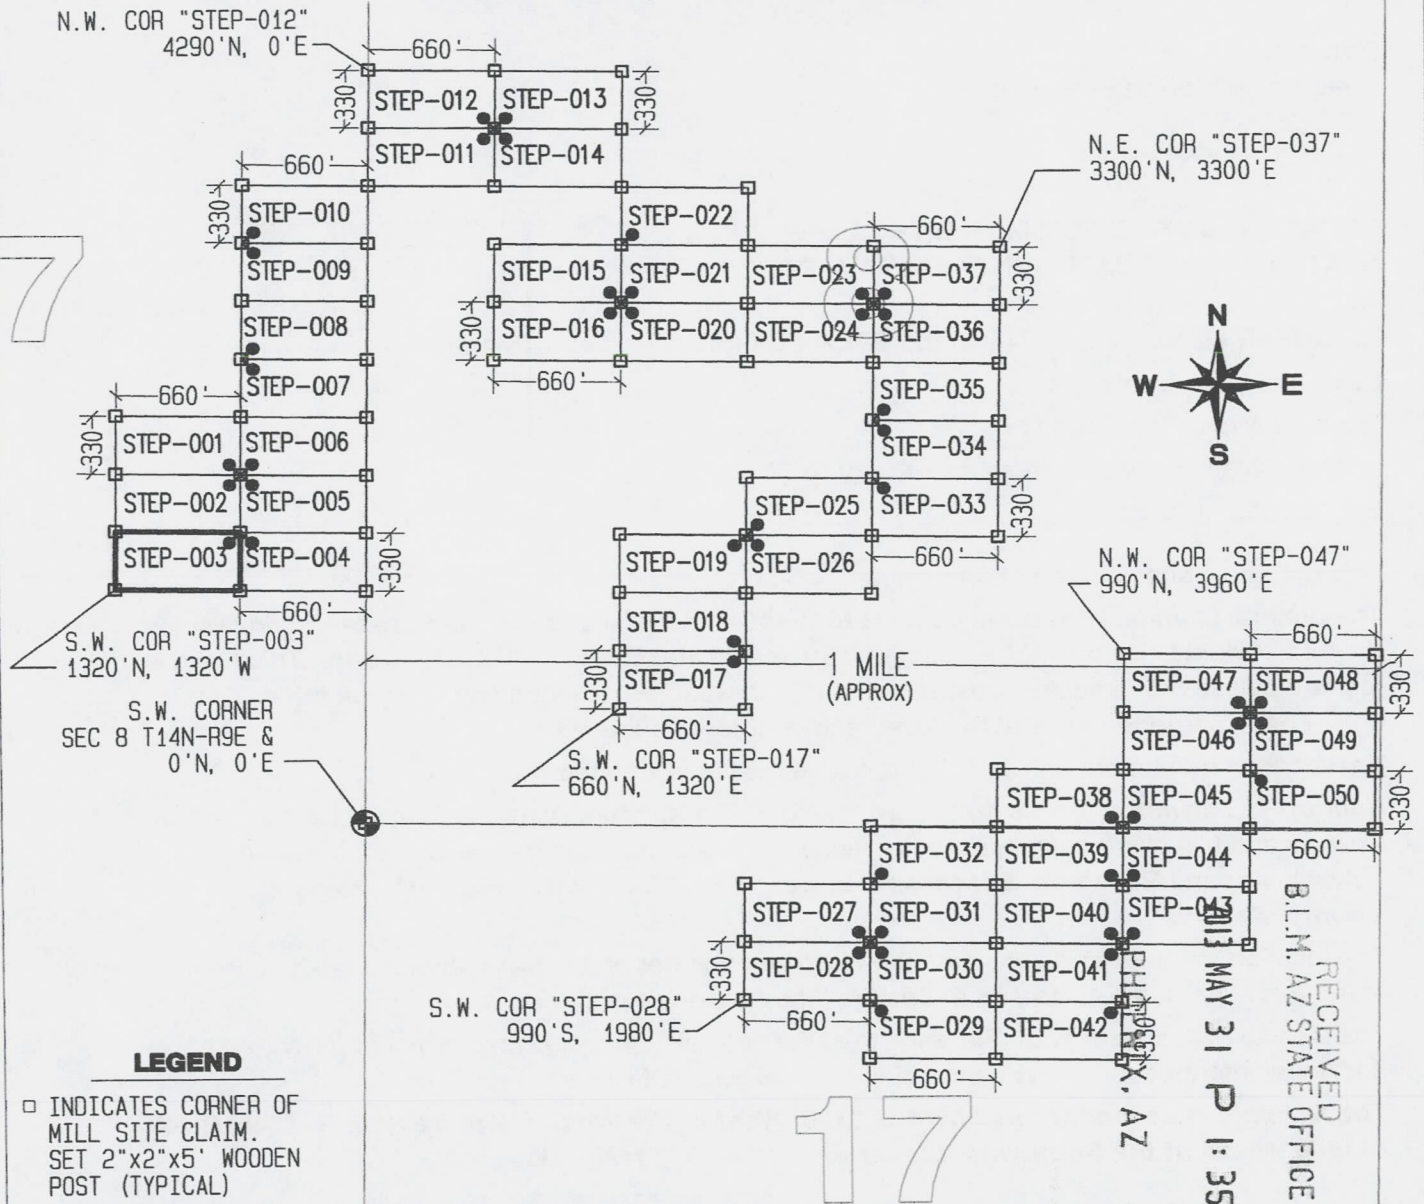 N.W. COR "STEP-012"
4290'N, 0'E
660'
330'
330'
STEP-012
STEP-013
STEP-011
STEP-014
N.E. COR "STEP-037"
3300'N, 3300'E
660'
330'
STEP-010
STEP-022
660'
7
8
STEP-009
STEP-015
STEP-021
STEP-023
STEP-037
330'
STEP-008
330'
STEP-016
STEP-020
STEP-024
STEP-036
N
W
E
S
660'
STEP-007
STEP-035
660'
330'
STEP-001
STEP-006
STEP-034
STEP-002
STEP-005
STEP-025
STEP-033
330'
STEP-003
STEP-004
330'
STEP-019
STEP-026
660'
N.W. COR "STEP-047"
990'N, 3960'E
660'
STEP-018
660'
S.W. COR "STEP-003"
1320'N, 1320'W
1 MILE
(APPROX)
330'
STEP-017
STEP-047
STEP-048
330'
S.W. CORNER
SEC 8 T14N-R9E &
0'N, 0'E
660'
STEP-046
STEP-049
S.W. COR "STEP-017"
660'N, 1320'E
STEP-038
STEP-045
STEP-050
330'
660'
STEP-032
STEP-039
STEP-044
STEP-027
STEP-031
STEP-040
STEP-043
330'
STEP-028
STEP-030
STEP-041
S.W. COR "STEP-028"
990'S, 1980'E
660'
STEP-029
STEP-042
330'
660'
17
LEGEND
□ INDICATES CORNER OF
MILL SITE CLAIM.
SET 2"x2"x5' WOODEN
POST (TYPICAL)
RECEIVED
B.L.M. AZ STATE OFFICE
2013 MAY 31 P 1:35
PHOENIX, AZ